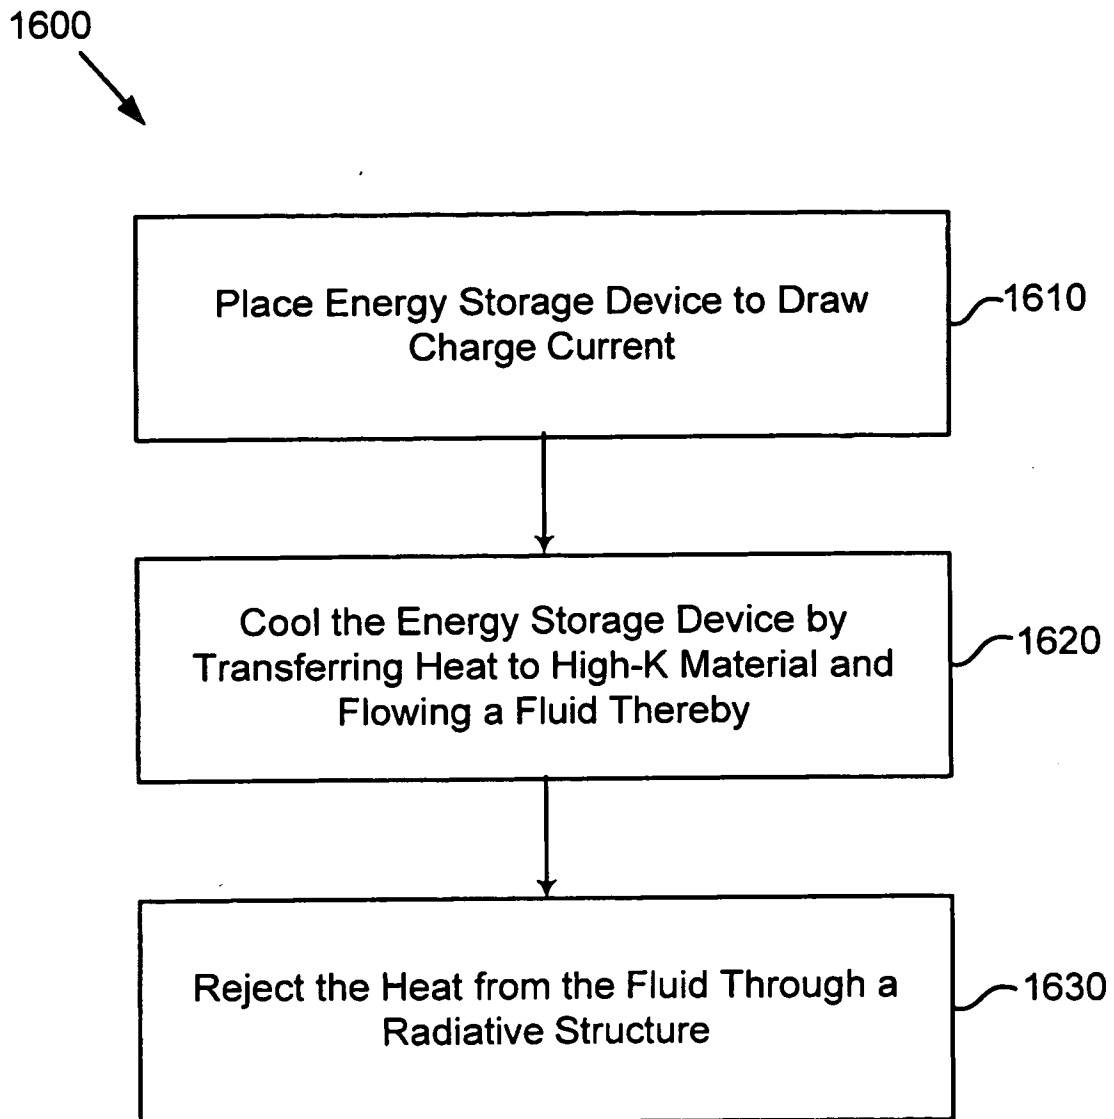 1600
Place Energy Storage Device to Draw
Charge Current
1610
Cool the Energy Storage Device by
Transferring Heat to High-K Material and
Flowing a Fluid Thereby
1620
Reject the Heat from the Fluid Through a
Radiative Structure
1630